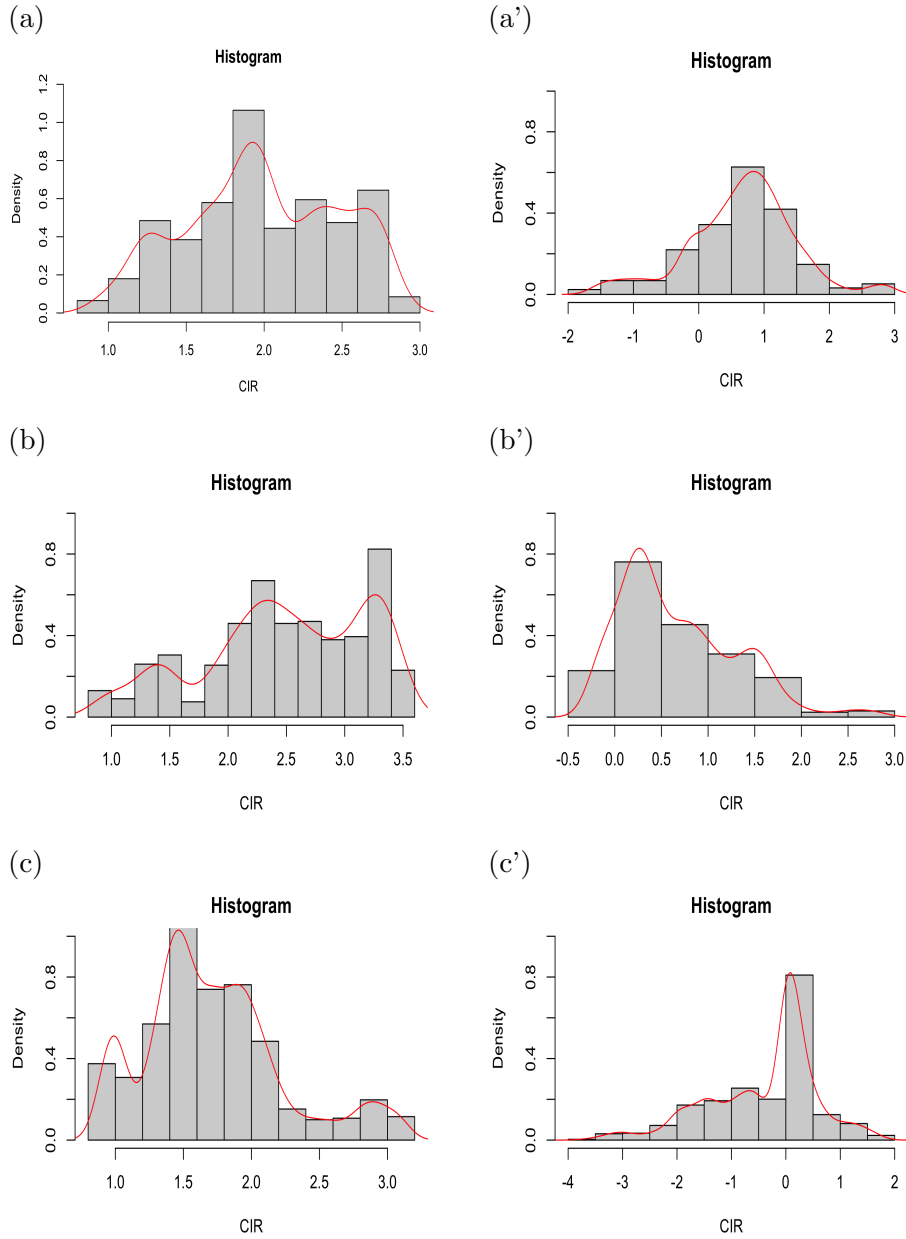 (a)
Histogram
Density
0.0 0.2 0.4 0.6 0.8 1.0 1.2
1.0 1.5 2.0 2.5 3.0
CIR
(a')
Histogram
Density
0.0 0.4 0.8
-2 -1 0 1 2 3
CIR
(b)
Histogram
Density
0.0 0.4 0.8
1.0 1.5 2.0 2.5 3.0 3.5
CIR
(b')
Histogram
Density
0.0 0.4 0.8
-0.5 0.0 0.5 1.0 1.5 2.0 2.5 3.0
CIR
(c)
Histogram
Density
0.0 0.4 0.8
1.0 1.5 2.0 2.5 3.0
CIR
(c')
Histogram
Density
0.0 0.4 0.8
-4 -3 -2 -1 0 1 2
CIR